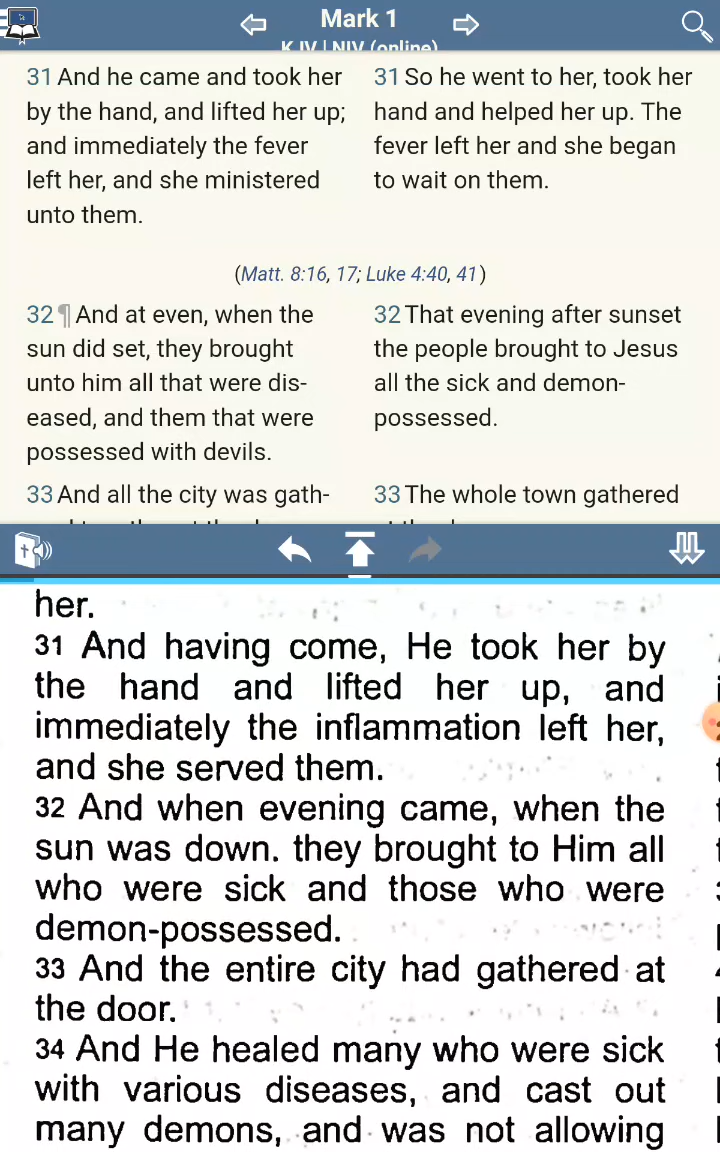 Mark 1
KJV | NIV (online)
31 And he came and took her
by the hand, and lifted her up;
and immediately the fever
left her, and she ministered
unto them.
31 So he went to her, took her
hand and helped her up. The
fever left her and she began
to wait on them.
(Matt. 8:16, 17; Luke 4:40, 41)
32 ¶ And at even, when the
sun did set, they brought
unto him all that were dis-
eased, and them that were
possessed with devils.
32 That evening after sunset
the people brought to Jesus
all the sick and demon-
possessed.
33 And all the city was gath-
33 The whole town gathered
her.
31 And having come, He took her by
the hand and lifted her up, and
immediately the inflammation left her,
and she served them.
32 And when evening came, when the
sun was down. they brought to Him all
who were sick and those who were
demon-possessed.
33 And the entire city had gathered at
the door.
34 And He healed many who were sick
with various diseases, and cast out
many demons, and was not allowing